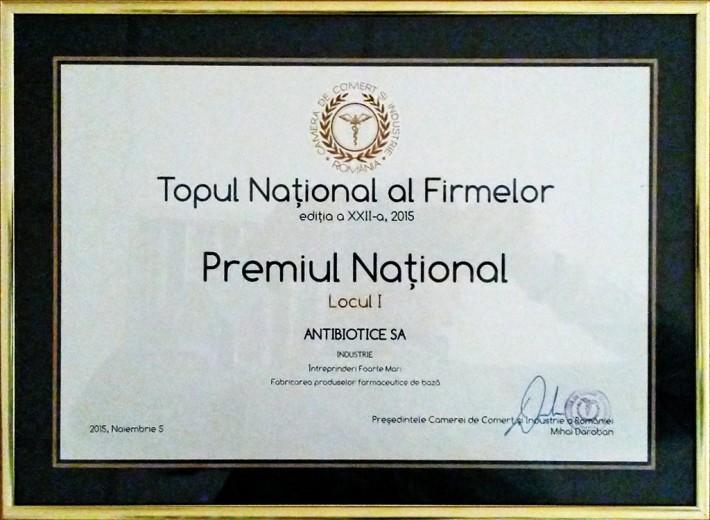 CAMERA DE COMERȚ ȘI INDUSTRIE
• ROMÂNIA •
Topul Național al Firmelor
ediția a XXII-a, 2015
Premiul Național
Locul I
ANTIBIOTICE SA
INDUSTRIE
Întreprinderi Foarte Mari
Fabricarea produselor farmaceutice de bază
2015, Noiembrie 5
Președintele Camerei de Comerț și Industrie a României
Mihai Daraban